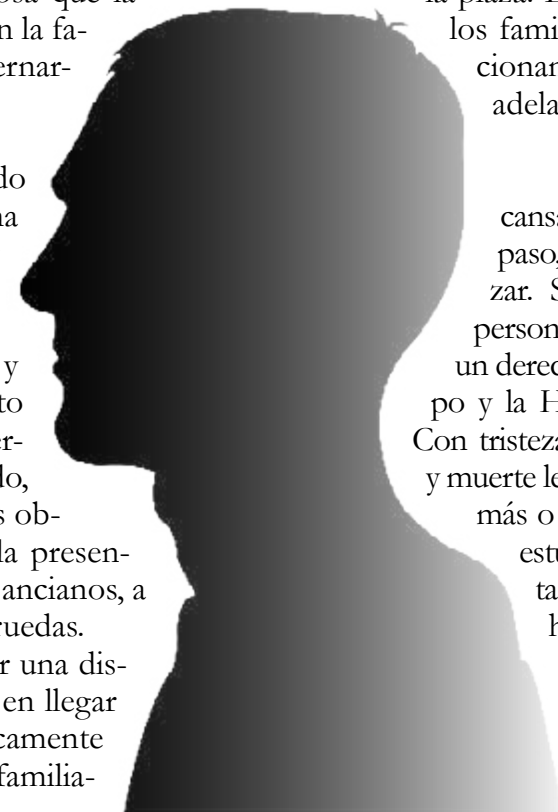 osa que la
n la fa-
ernar-
do
na
y
to
er-
do,
s ob-
la presen-
ancianos, a
ruedas.
r una dis-
en llegar
camente
familia-
la plaza.
los fami
cionan
adela
cans
paso,
zar. S
person
un derec
po y la H
Con tristeza
y muerte le
más o
estu
ta
h